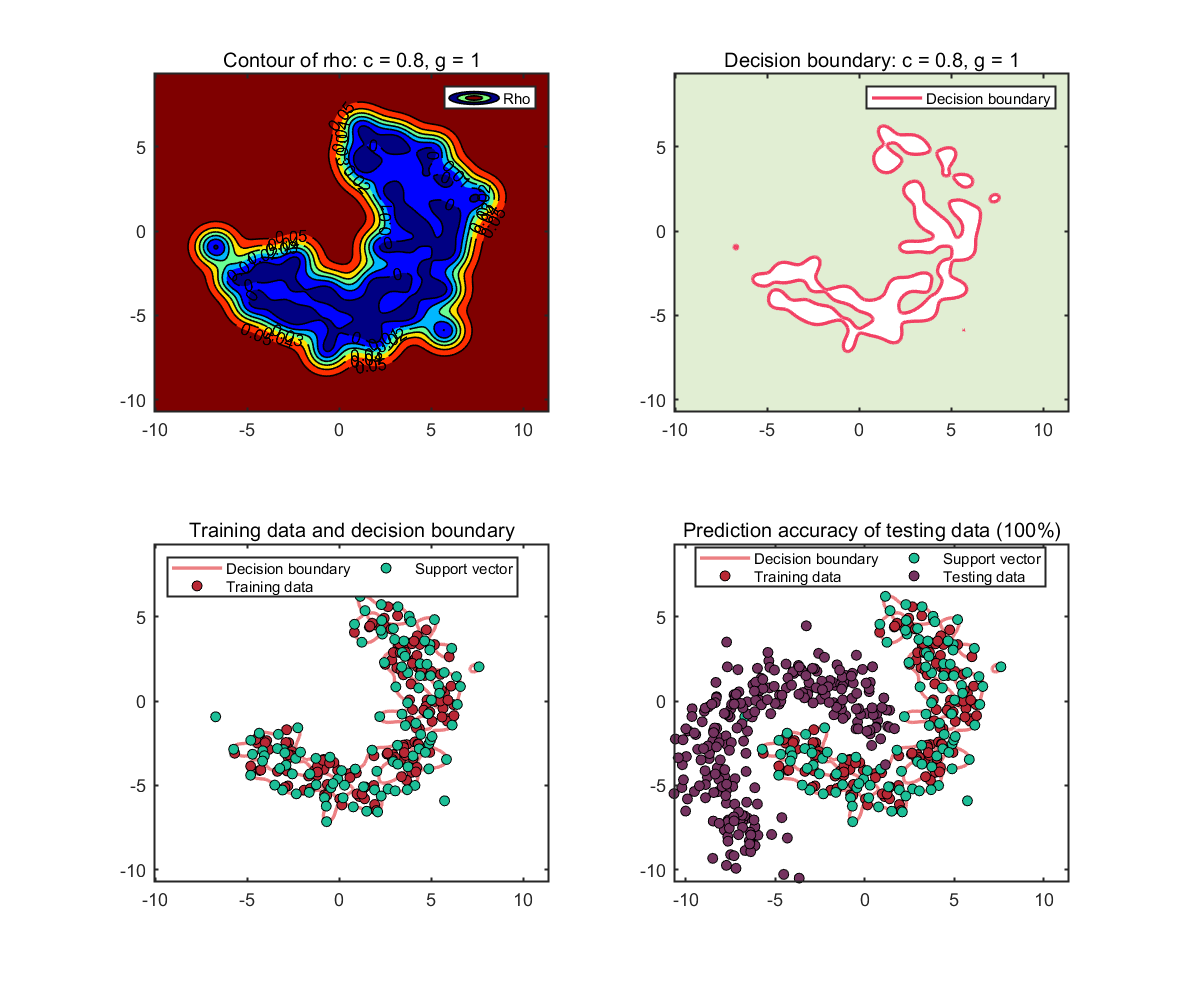 Contour of rho: c = 0.8, g = 1
Rho
5
0
-5
-10
-10
-5
0
5
10
Decision boundary: c = 0.8, g = 1
Decision boundary
5
0
-5
-10
-10
-5
0
5
10
Training data and decision boundary
Decision boundary
Support vector
Training data
5
0
-5
-10
-10
-5
0
5
10
Prediction accuracy of testing data (100%)
Decision boundary
Support vector
Training data
Testing data
5
0
-5
-10
-10
-5
0
5
10